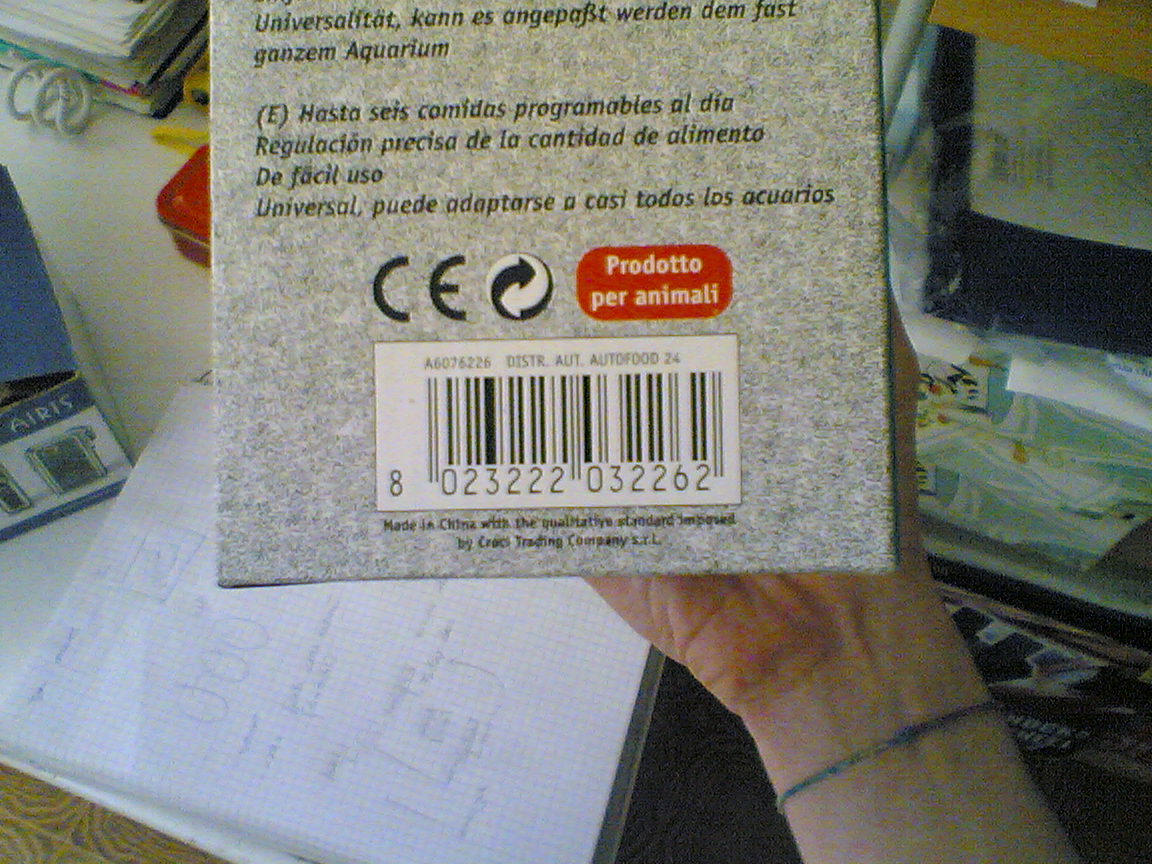 Universalität, kann es angepaßt werden dem fast
ganzem Aquarium
(E) Hasta seis comidas programables al día
Regulación precisa de la cantidad de alimento
De fácil uso
Universal, puede adaptarse a casi todos los acuarios
CE
Prodotto
per animali
A6076226 DISTR. AUT. AUTOFOOD 24
8 023222 032262
Made in China with the qualitative standard imposed
by Croci Trading Company s.r.l.
AIRIS